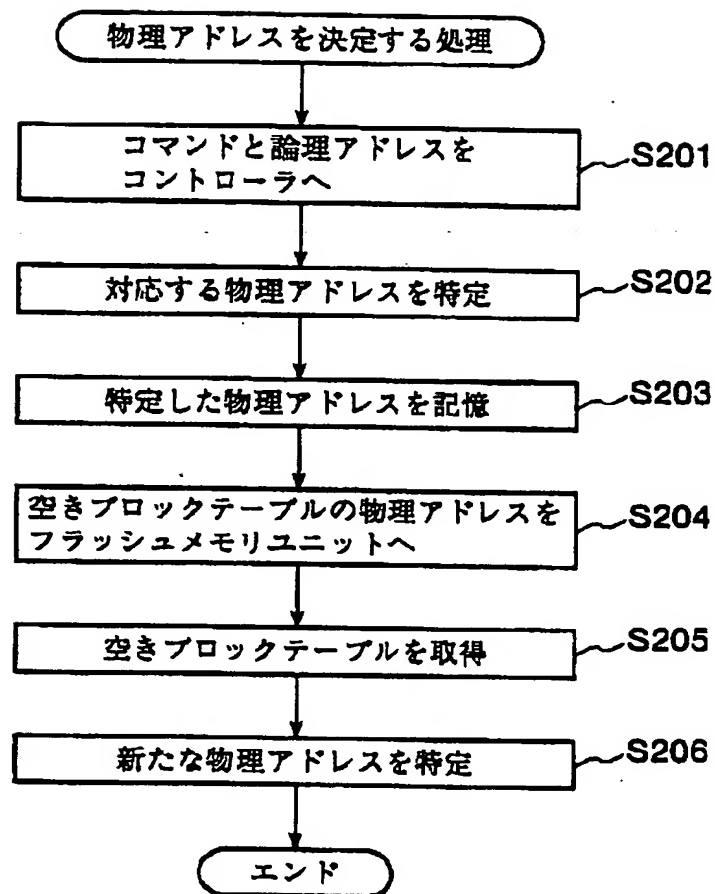 物理アドレスを決定する処理
コマンドと論理アドレスを
コントローラへ
S201
対応する物理アドレスを特定
S202
特定した物理アドレスを記憶
S203
空きブロックテーブルの物理アドレスを
フラッシュメモリユニットへ
S204
空きブロックテーブルを取得
S205
新たな物理アドレスを特定
S206
エンド